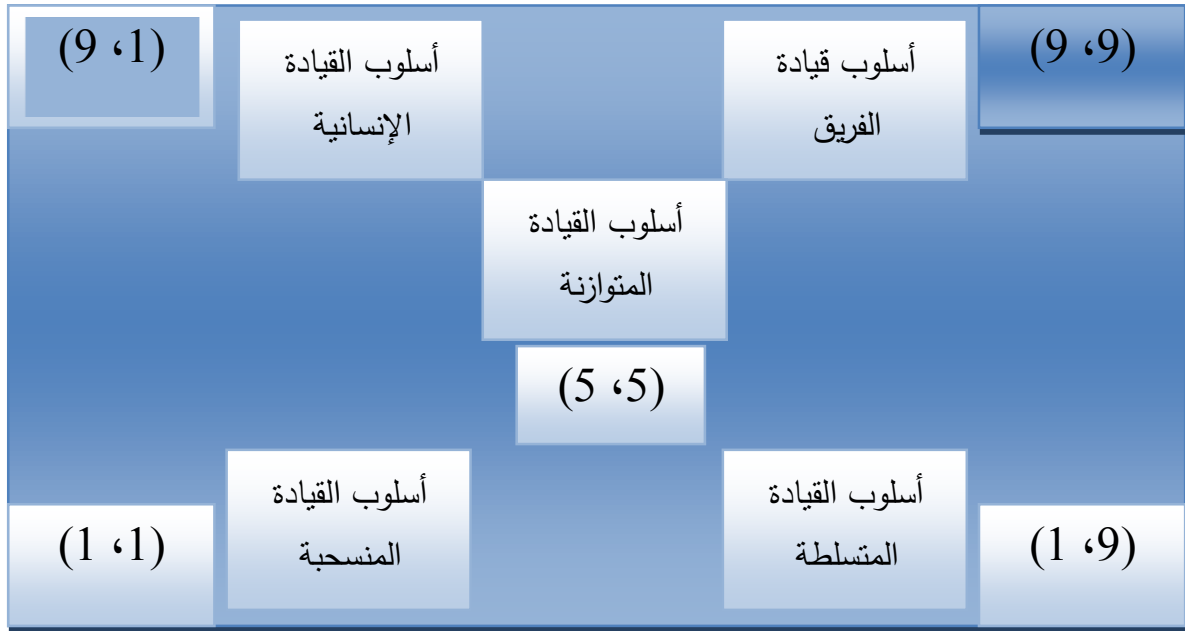 (9، 9)
أسلوب قيادة
الفريق
أسلوب القيادة
الإنسانية
(1، 9)
أسلوب القيادة
المتوازنة
(5، 5)
(9، 1)
أسلوب القيادة
المتسلطة
أسلوب القيادة
المنسحبة
(1، 1)